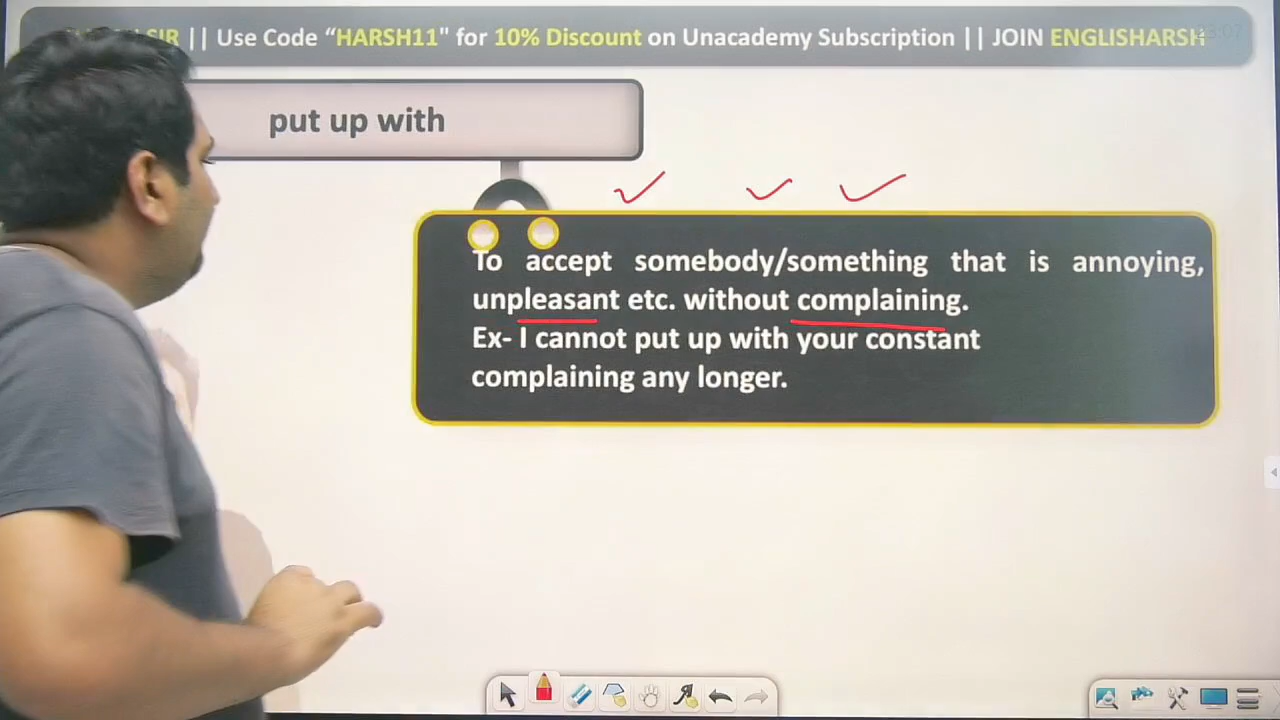 SIR || Use Code “HARSH11" for 10% Discount on Unacademy Subscription || JOIN ENGLISHARSH
put up with
To accept somebody/something that is annoying,
unpleasant etc. without complaining.
Ex- I cannot put up with your constant
complaining any longer.